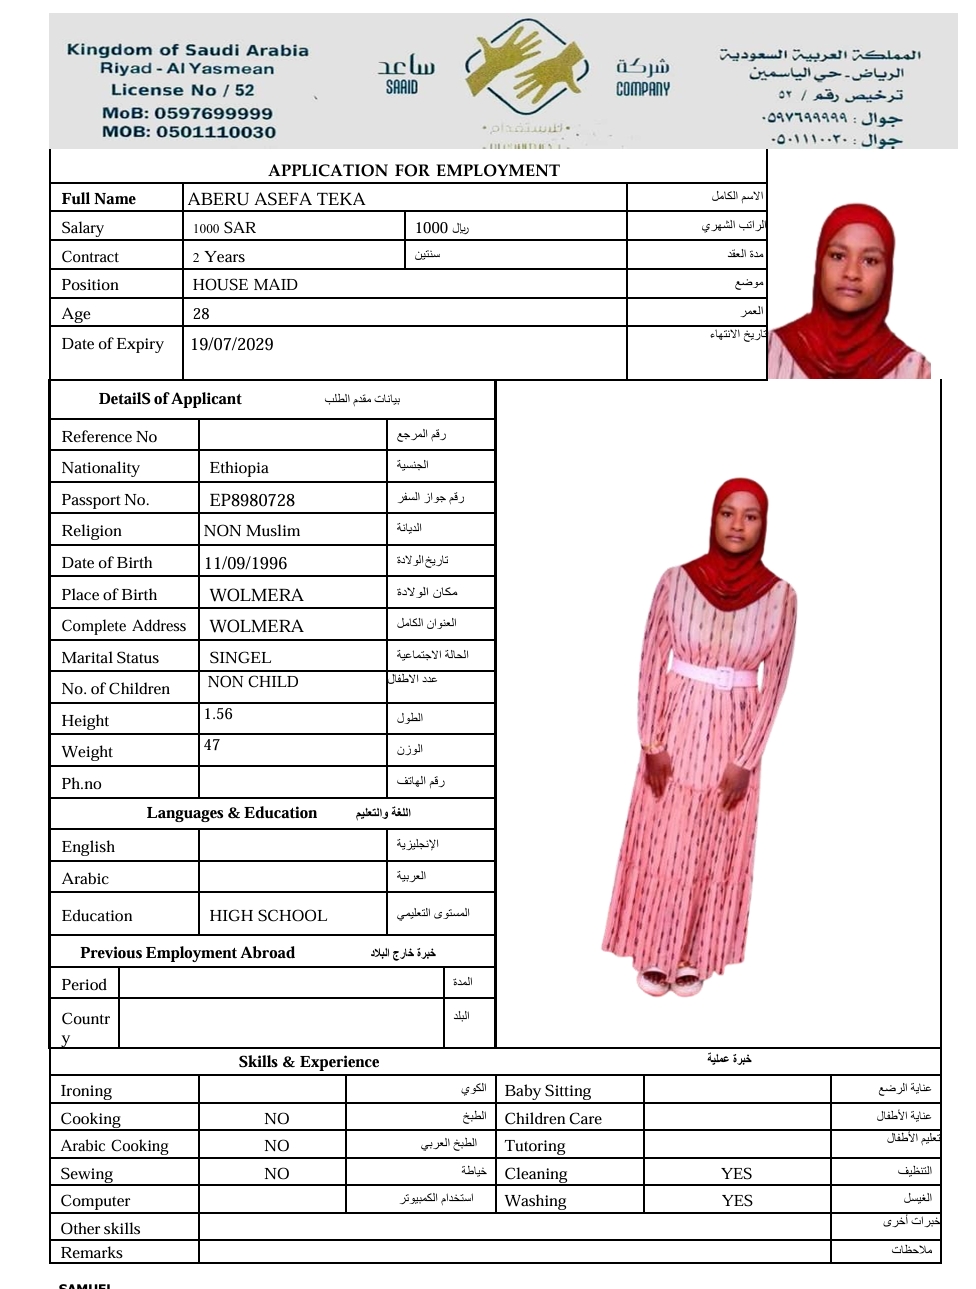 Kingdom of Saudi Arabia
Riyad - Al Yasmean
License No / 52
MoB: 0597699999
MOB: 0501110030
ساعد
SAAID
شركة
COMPANY
للاستقدام
المملكة العربية السعودية
الرياض - حي الياسمين
ترخيص رقم / ٥٢
جوال : ٠٥٩٧٦٩٩٩٩٩
جوال : ٠٥٠١١١٠٠٣٠
APPLICATION FOR EMPLOYMENT
Full Name ABERU ASEFA TEKA الاسم الكامل
Salary 1000 SAR 1000 ريال الراتب الشهري
Contract 2 Years سنتين مدة العقد
Position HOUSE MAID موضع
Age 28 العمر
Date of Expiry 19/07/2029 تاريخ الانتهاء
DetailS of Applicant بيانات مقدم الطلب
Reference No رقم المرجع
Nationality Ethiopia الجنسية
Passport No. EP8980728 رقم جواز السفر
Religion NON Muslim الديانة
Date of Birth 11/09/1996 تاريخ الولادة
Place of Birth WOLMERA مكان الولادة
Complete Address WOLMERA العنوان الكامل
Marital Status SINGEL الحالة الاجتماعية
No. of Children NON CHILD عدد الاطفال
Height 1.56 الطول
Weight 47 الوزن
Ph.no رقم الهاتف
Languages & Education اللغة والتعليم
English الإنجليزية
Arabic العربية
Education HIGH SCHOOL المستوى التعليمي
Previous Employment Abroad خبرة خارج البلاد
Period المدة
Countr البلد
y
Skills & Experience خبرة عملية
Ironing الكوي Baby Sitting عناية الرضع
Cooking NO الطبخ Children Care عناية الأطفال
Arabic Cooking NO الطبخ العربي Tutoring تعليم الأطفال
Sewing NO خياطة Cleaning YES التنظيف
Computer استخدام الكمبيوتر Washing YES الغيسل
Other skills خبرات أخرى
Remarks ملاحظات
SAMUEL